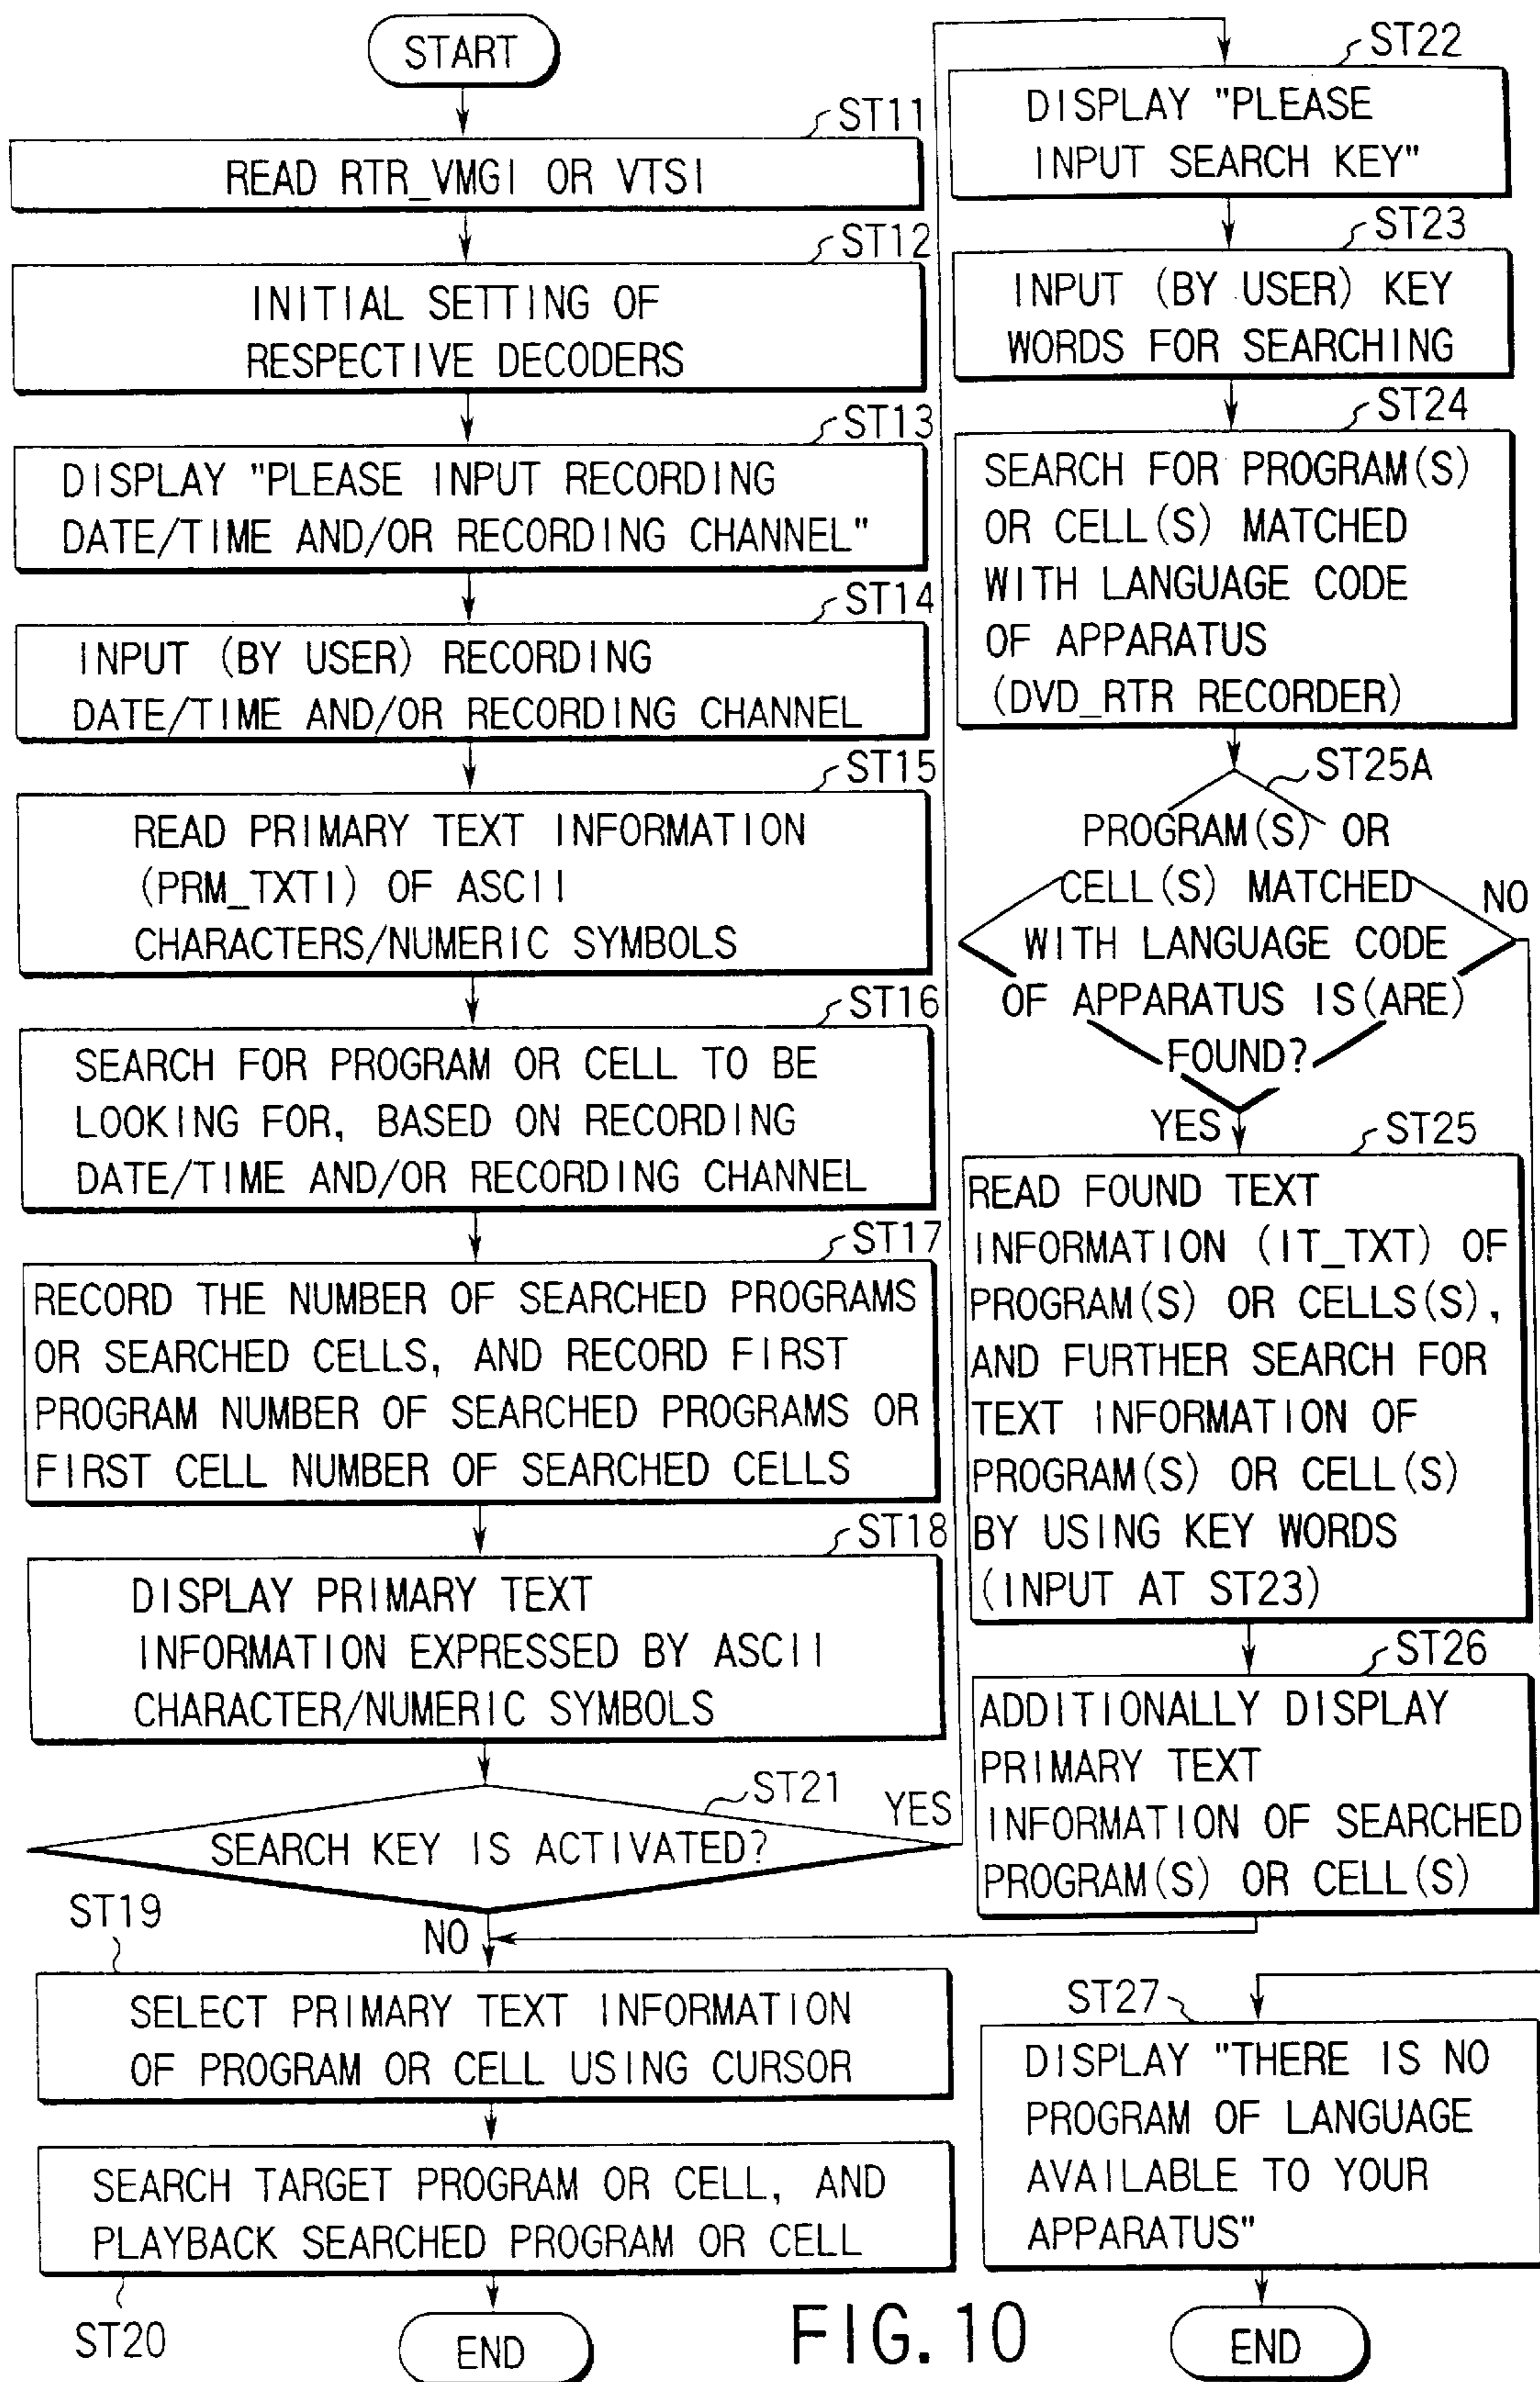 START
ST11
READ RTR_VMGI OR VTSI
ST12
INITIAL SETTING OF
RESPECTIVE DECODERS
ST13
DISPLAY "PLEASE INPUT RECORDING
DATE/TIME AND/OR RECORDING CHANNEL"
ST14
INPUT (BY USER) RECORDING
DATE/TIME AND/OR RECORDING CHANNEL
ST15
READ PRIMARY TEXT INFORMATION
(PRM_TXTI) OF ASCII
CHARACTERS/NUMERIC SYMBOLS
ST16
SEARCH FOR PROGRAM OR CELL TO BE
LOOKING FOR, BASED ON RECORDING
DATE/TIME AND/OR RECORDING CHANNEL
ST17
RECORD THE NUMBER OF SEARCHED PROGRAMS
OR SEARCHED CELLS, AND RECORD FIRST
PROGRAM NUMBER OF SEARCHED PROGRAMS OR
FIRST CELL NUMBER OF SEARCHED CELLS
ST18
DISPLAY PRIMARY TEXT
INFORMATION EXPRESSED BY ASCII
CHARACTER/NUMERIC SYMBOLS
ST21
YES
SEARCH KEY IS ACTIVATED?
ST19
NO
SELECT PRIMARY TEXT INFORMATION
OF PROGRAM OR CELL USING CURSOR
SEARCH TARGET PROGRAM OR CELL, AND
PLAYBACK SEARCHED PROGRAM OR CELL
ST20
END
ST22
DISPLAY "PLEASE
INPUT SEARCH KEY"
ST23
INPUT (BY USER) KEY
WORDS FOR SEARCHING
ST24
SEARCH FOR PROGRAM(S)
OR CELL(S) MATCHED
WITH LANGUAGE CODE
OF APPARATUS
(DVD_RTR RECORDER)
ST25A
PROGRAM(S) OR
CELL(S) MATCHED
NO
WITH LANGUAGE CODE
OF APPARATUS IS(ARE)
FOUND?
YES
ST25
READ FOUND TEXT
INFORMATION (IT_TXT) OF
PROGRAM(S) OR CELLS(S),
AND FURTHER SEARCH FOR
TEXT INFORMATION OF
PROGRAM(S) OR CELL(S)
BY USING KEY WORDS
(INPUT AT ST23)
ST26
ADDITIONALLY DISPLAY
PRIMARY TEXT
INFORMATION OF SEARCHED
PROGRAM(S) OR CELL(S)
ST27
DISPLAY "THERE IS NO
PROGRAM OF LANGUAGE
AVAILABLE TO YOUR
APPARATUS"
END
FIG. 10